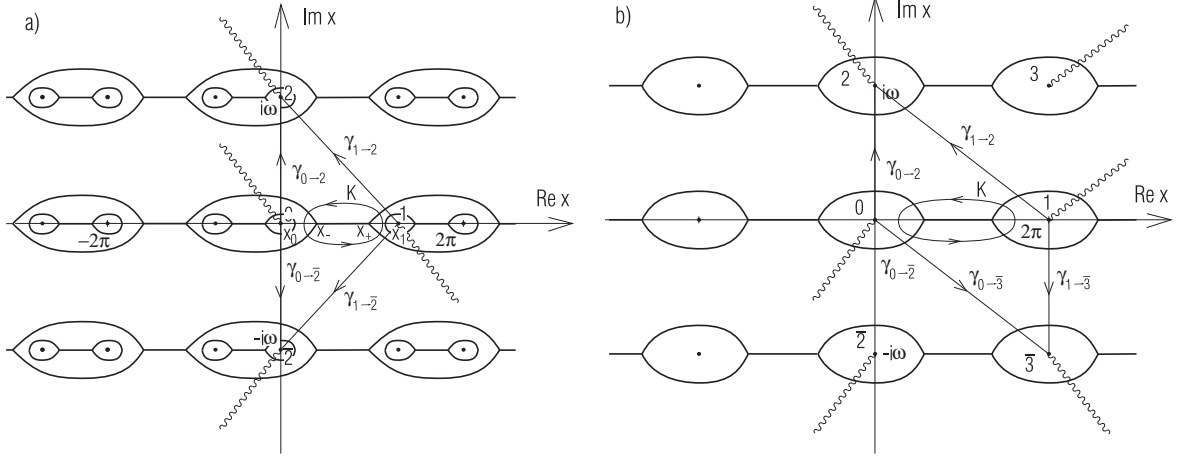 a)
Im x
2
iω
γ1→2
γ0→2
K
Re x
1
−2π
x0
x-
x+
x1
2π
γ0→2̅
γ1→2̅
-iω
2̅
b)
Im x
2
iω
3
γ1→2
γ0→2
K
Re x
0
1
2π
γ0→2̅
γ0→3̅
γ1→3̅
2̅
-iω
3̅